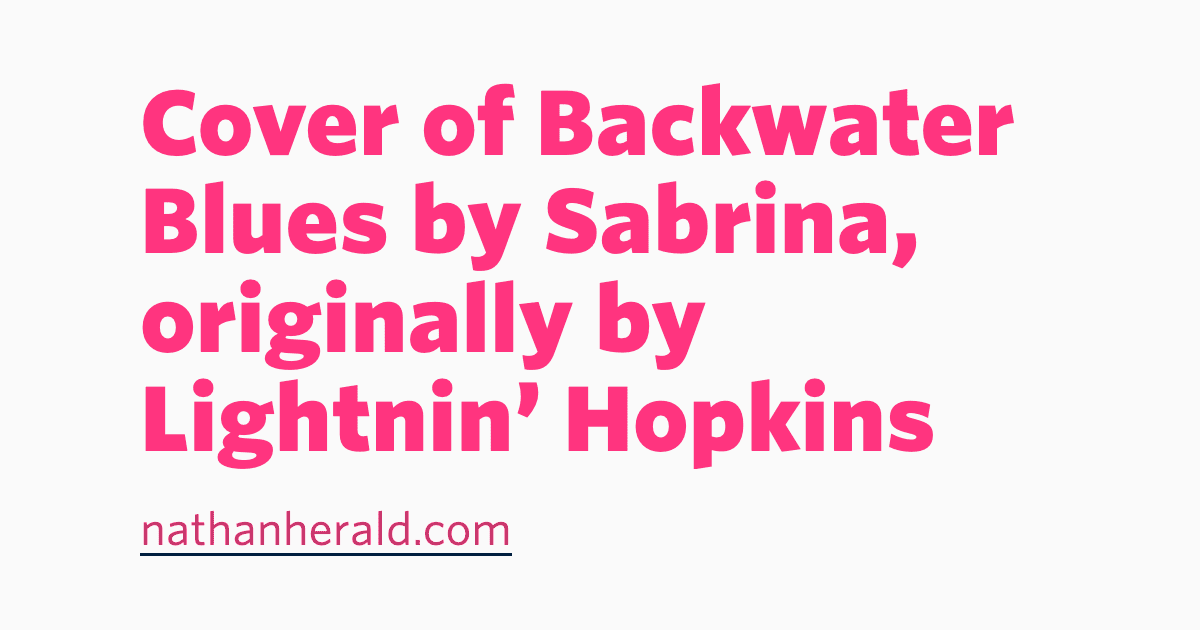 Cover of Backwater
Blues by Sabrina,
originally by
Lightnin’ Hopkins
nathanherald.com